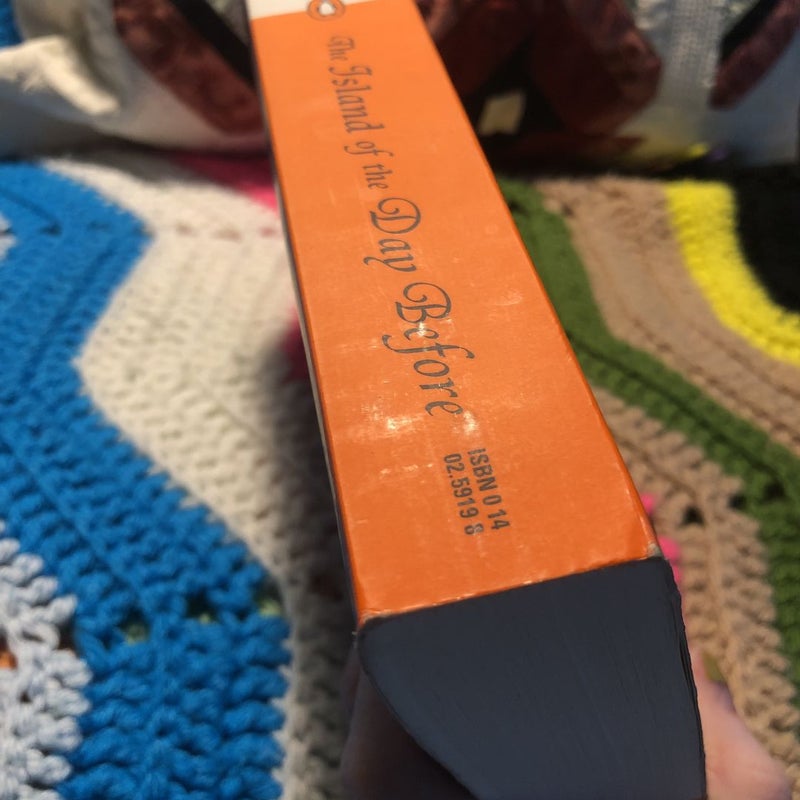 The Island of the Day Before
ISBN 0 14
02.5919 8